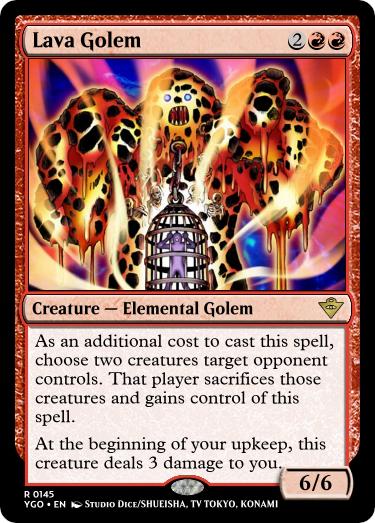 Lava Golem 2
Creature — Elemental Golem
As an additional cost to cast this spell,
choose two creatures target opponent
controls. That player sacrifices those
creatures and gains control of this
spell.
At the beginning of your upkeep, this
creature deals 3 damage to you.
6/6
R 0145
YGO • EN Studio Dice/SHUEISHA, TV TOKYO, KONAMI